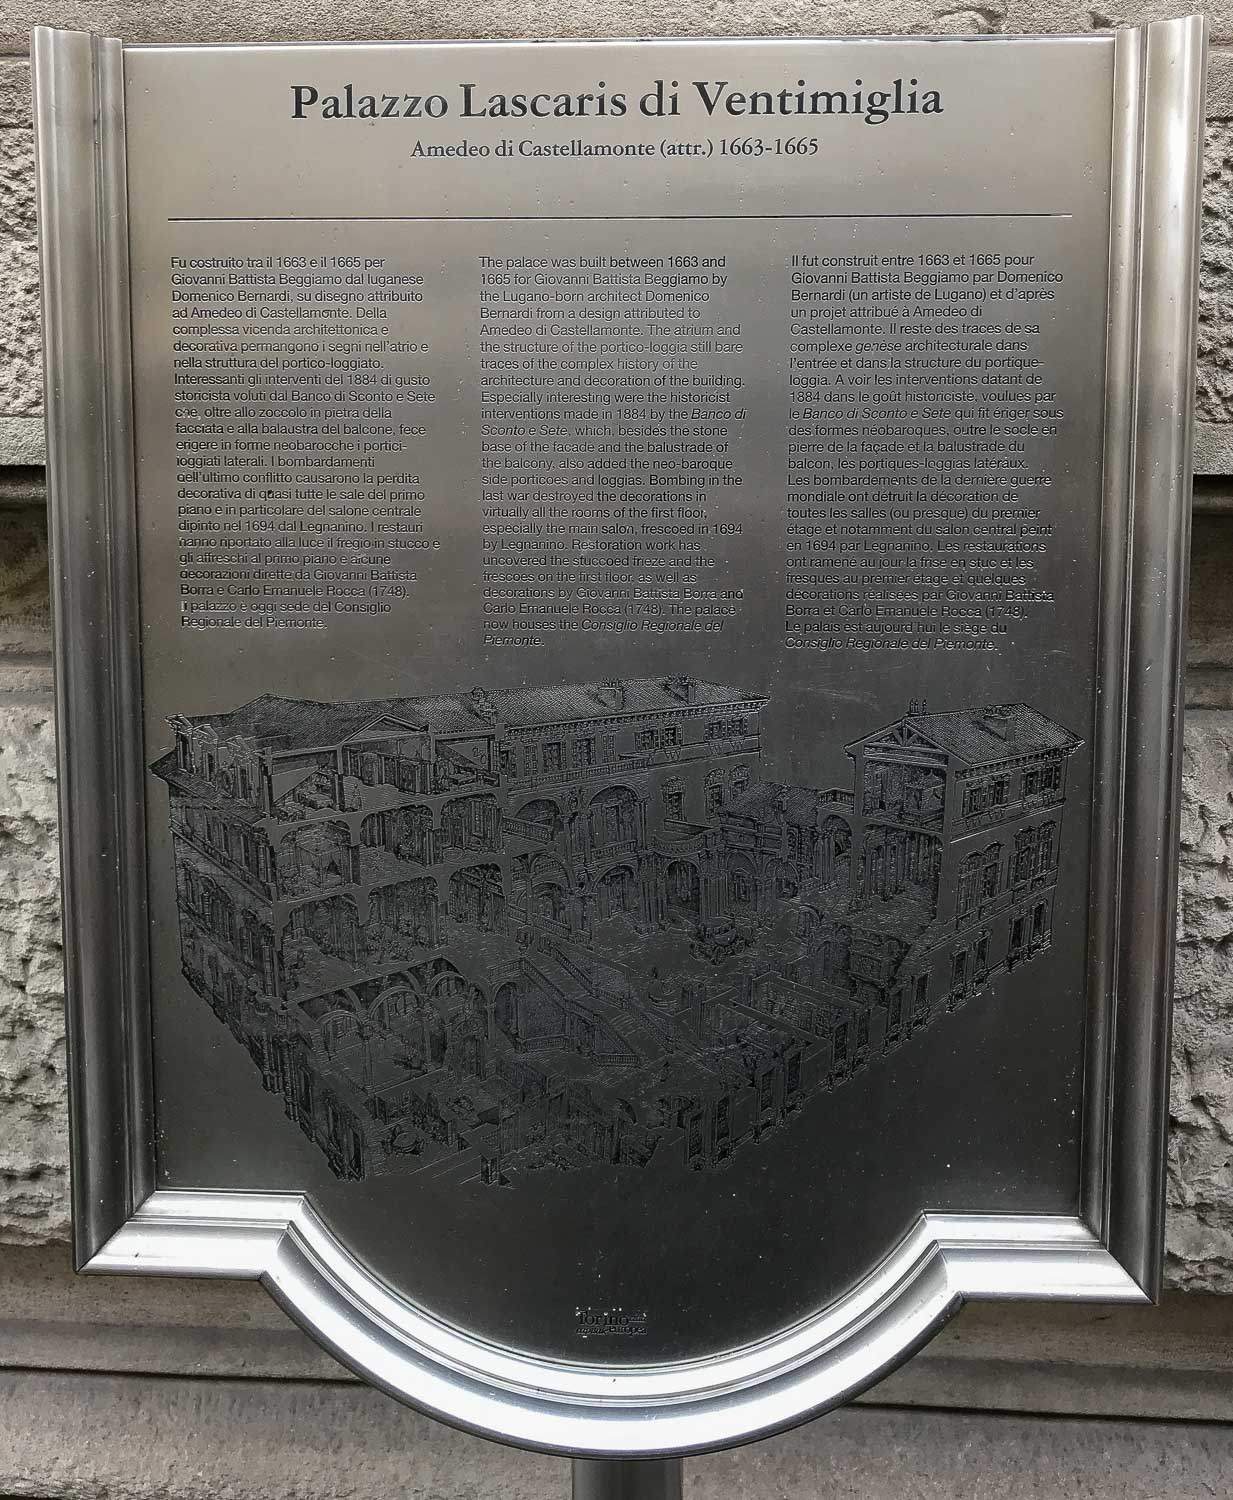 Palazzo Lascaris di Ventimiglia
Amedeo di Castellamonte (attr.) 1663-1665
Fu costruito tra il 1663 e il 1665 per
Giovanni Battista Beggiamo dal luganese
Domenico Bernardi, su disegno attribuito
ad Amedeo di Castellamonte. Della
complessa vicenda architettonica e
decorativa permangono i segni nell'atrio e
nella struttura del portico-loggiato.
Interessanti gli interventi del 1884 di gusto
storicista voluti dal Banco di Sconto e Sete
che, oltre allo zoccolo in pietra della
facciata e alla balaustra del balcone, fece
erigere in forme neobarocche i portici-
loggiati laterali. I bombardamenti
dell'ultimo conflitto causarono la perdita
decorativa di quasi tutte le sale del primo
piano e in particolare del salone centrale
dipinto nel 1694 dal Legnanino. I restauri
hanno riportato alla luce il fregio in stucco e
gli affreschi al primo piano e alcune
decorazioni dirette da Giovanni Battista
Borra e Carlo Emanuele Rocca (1748).
Il palazzo è oggi sede del Consiglio
Regionale del Piemonte.
The palace was built between 1663 and
1665 for Giovanni Battista Beggiamo by
the Lugano-born architect Domenico
Bernardi from a design attributed to
Amedeo di Castellamonte. The atrium and
the structure of the portico-loggia still bare
traces of the complex history of the
architecture and decoration of the building.
Especially interesting were the historicist
interventions made in 1884 by the Banco di
Sconto e Sete, which, besides the stone
base of the facade and the balustrade of
the balcony, also added the neo-baroque
side porticoes and loggias. Bombing in the
last war destroyed the decorations in
virtually all the rooms of the first floor,
especially the main salon, frescoed in 1694
by Legnanino. Restoration work has
uncovered the stuccoed frieze and the
frescoes on the first floor, as well as
decorations by Giovanni Battista Borra and
Carlo Emanuele Rocca (1748). The palace
now houses the Consiglio Regionale del
Piemonte.
Il fut construit entre 1663 et 1665 pour
Giovanni Battista Beggiamo par Domenico
Bernardi (un artiste de Lugano) et d'après
un projet attribué à Amedeo di
Castellamonte. Il reste des traces de sa
complexe genèse architecturale dans
l'entrée et dans la structure du portique-
loggia. A voir les interventions datant de
1884 dans le goût historiciste, voulues par
le Banco di Sconto e Sete qui fit ériger sous
des formes néobaroques, outre le socle en
pierre de la façade et la balustrade du
balcon, les portiques-loggias latéraux.
Les bombardements de la dernière guerre
mondiale ont détruit la décoration de
toutes les salles (ou presque) du premier
étage et notamment du salon central peint
en 1694 par Legnanino. Les restaurations
ont ramené au jour la frise en stuc et les
fresques au premier étage et quelques
décorations réalisées par Giovanni Battista
Borra et Carlo Emanuele Rocca (1748).
Le palais est aujourd'hui le siège du
Consiglio Regionale del Piemonte.
Torino
europea